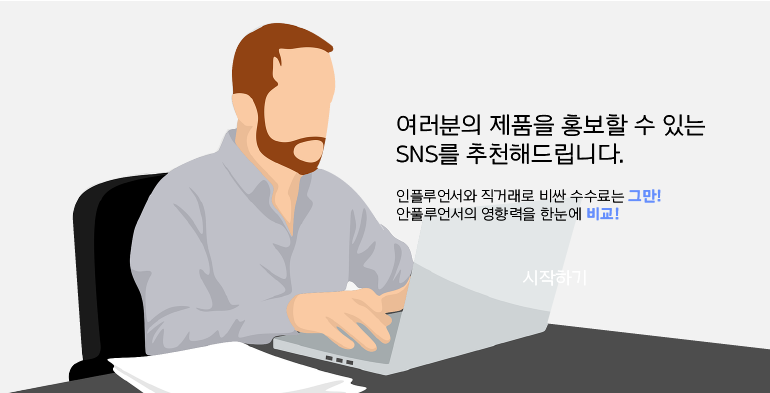 여러분의 제품을 홍보할 수 있는
SNS를 추천해드립니다.
인플루언서와 직거래로 비싼 수수료는 그만!
안풀루언서의 영향력을 한눈에 비교!
시작하기